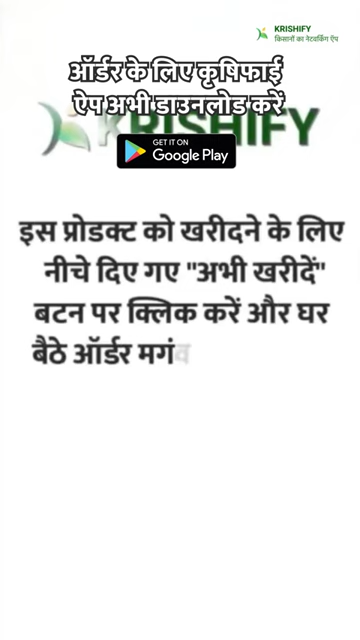 KRISHIFY
किसानों का नेटवर्किंग ऍप
ऑर्डर के लिए कृषिफाई
ऐप अभी डाउनलोड करें
KRISHIFY
GET IT ON
Google Play
इस प्रोडक्ट को खरीदने के लिए
नीचे दिए गए "अभी खरीदें"
बटन पर क्लिक करें और घर
बैठे ऑर्डर मगंव